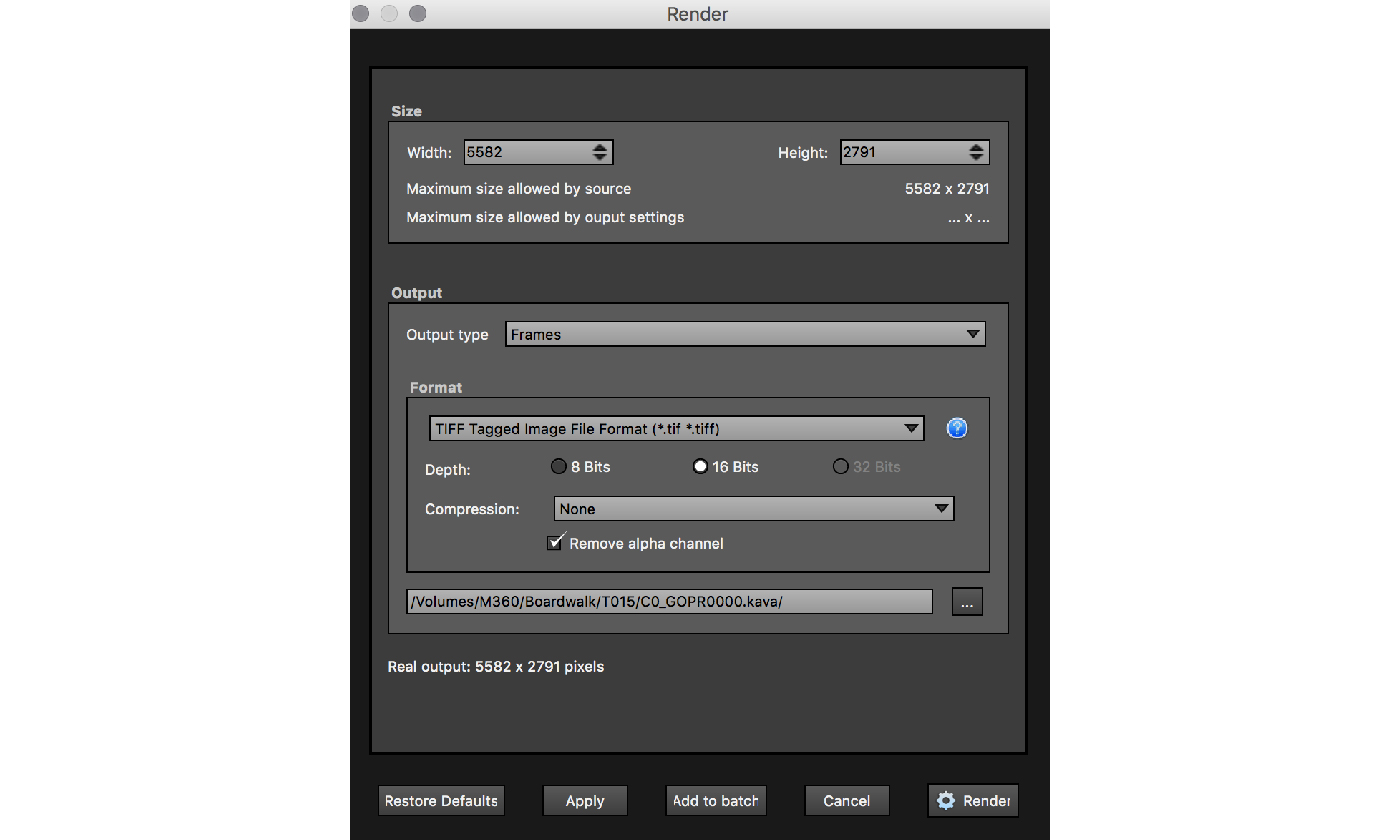 Render
Size
Width: 5582 Height: 2791
Maximum size allowed by source 5582 x 2791
Maximum size allowed by ouput settings ... x ...
Output
Output type Frames
Format
TIFF Tagged Image File Format (*.tif *.tiff) ?
Depth: 8 Bits 16 Bits 32 Bits
Compression: None
Remove alpha channel
/Volumes/M360/Boardwalk/T015/C0_GOPR0000.kava/ ...
Real output: 5582 x 2791 pixels
Restore Defaults Apply Add to batch Cancel Render